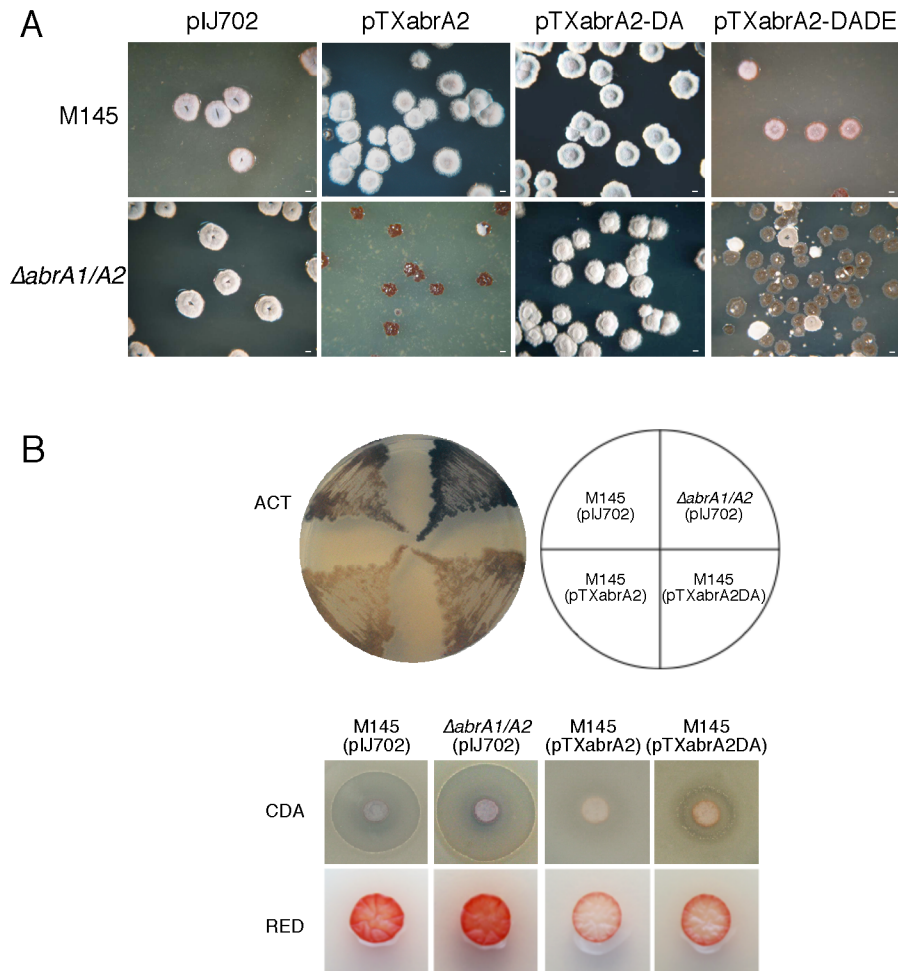 A
pIJ702
pTXabrA2
pTXabrA2-DA
pTXabrA2-DADE
M145
ΔabrA1/A2
B
ACT
M145
(pIJ702)
ΔabrA1/A2
(pIJ702)
M145
(pTXabrA2)
M145
(pTXabrA2DA)
M145
(pIJ702)
ΔabrA1/A2
(pIJ702)
M145
(pTXabrA2)
M145
(pTXabrA2DA)
CDA
RED